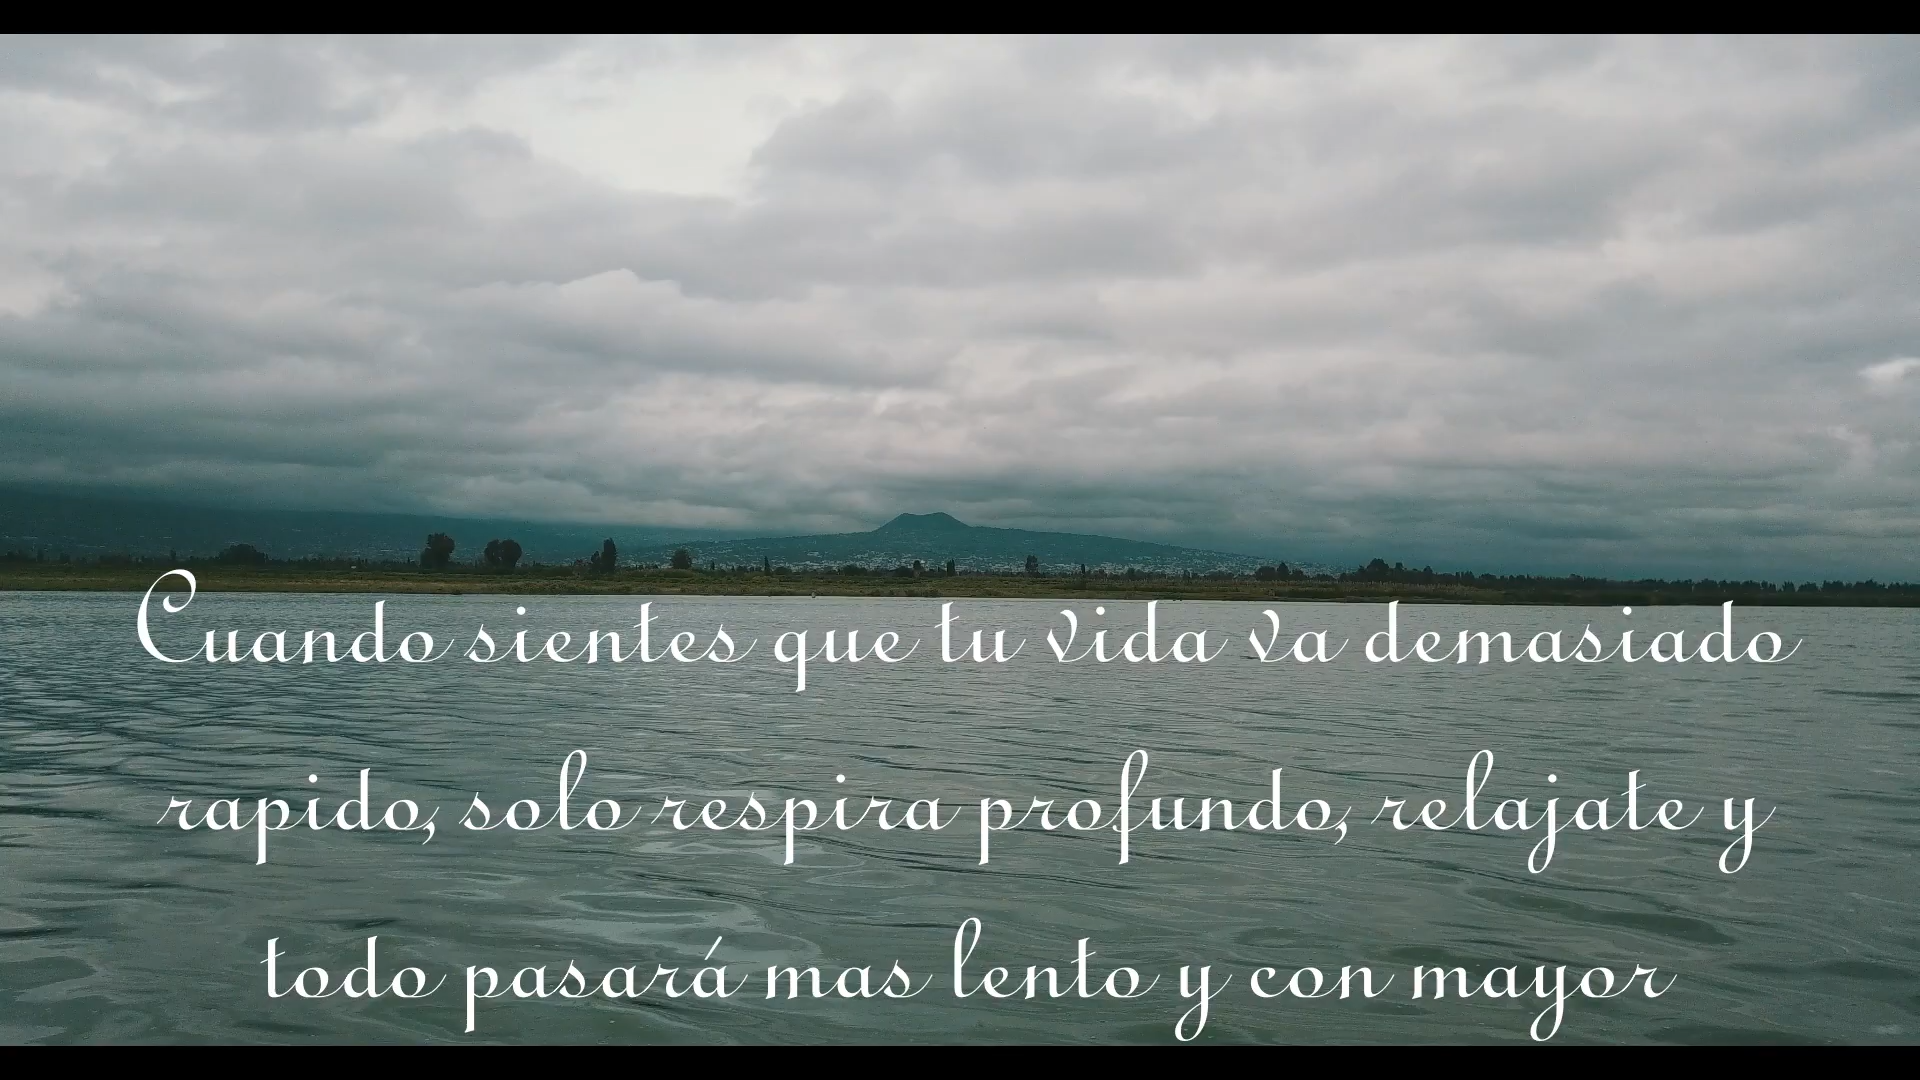 Cuando sientes que tu vida va demasiado
rapido, solo respira profundo, relajate y
todo pasará mas lento y con mayor